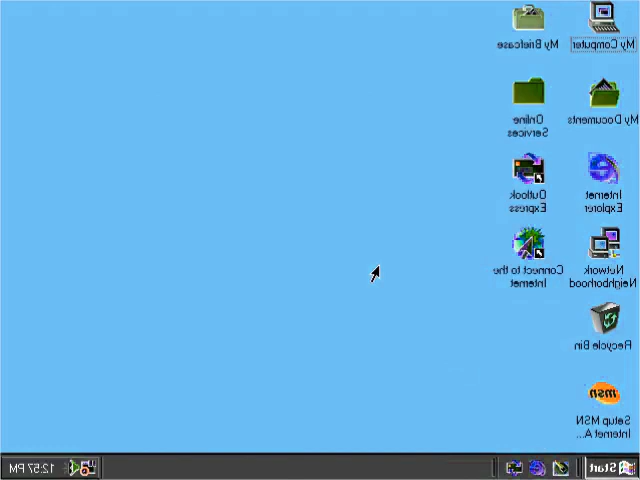 My Computer
My Briefcase
My Documents
Online
Services
Internet
Explorer
Outlook
Express
Network
Neighborhood
Connect to the
Internet
Recycle Bin
msn
Setup MSN
Internet A...
Start
12:57 PM